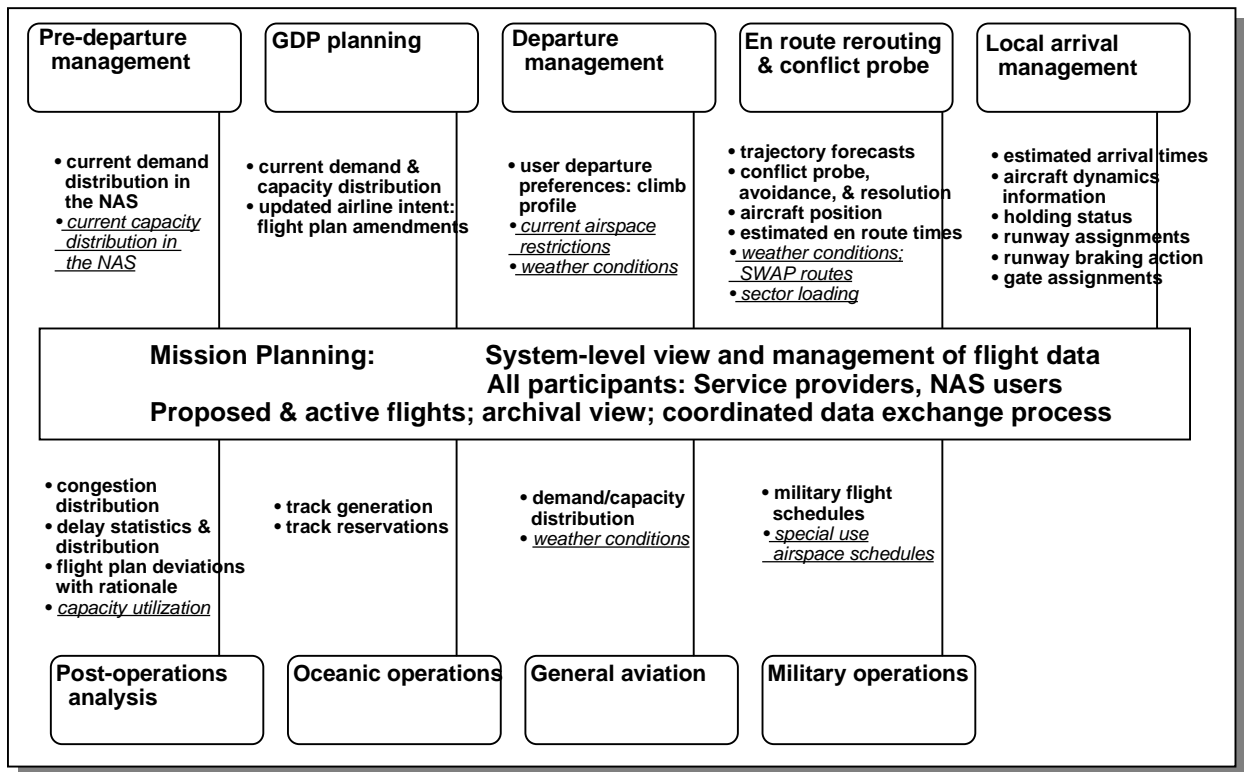 Pre-departure
management
GDP planning
Departure
management
En route rerouting
& conflict probe
Local arrival
management
• current demand
distribution in
the NAS
• current capacity
distribution in
the NAS
• current demand &
capacity distribution
• updated airline intent:
flight plan amendments
• user departure
preferences: climb
profile
• current airspace
restrictions
• weather conditions
• trajectory forecasts
• conflict probe,
avoidance, & resolution
• aircraft position
• estimated en route times
• weather conditions;
SWAP routes
• sector loading
• estimated arrival times
• aircraft dynamics
information
• holding status
• runway assignments
• runway braking action
• gate assignments
Mission Planning: System-level view and management of flight data
All participants: Service providers, NAS users
Proposed & active flights; archival view; coordinated data exchange process
• congestion
distribution
• delay statistics &
distribution
• flight plan deviations
with rationale
• capacity utilization
• track generation
• track reservations
• demand/capacity
distribution
• weather conditions
• military flight
schedules
• special use
airspace schedules
Post-operations
analysis
Oceanic operations
General aviation
Military operations